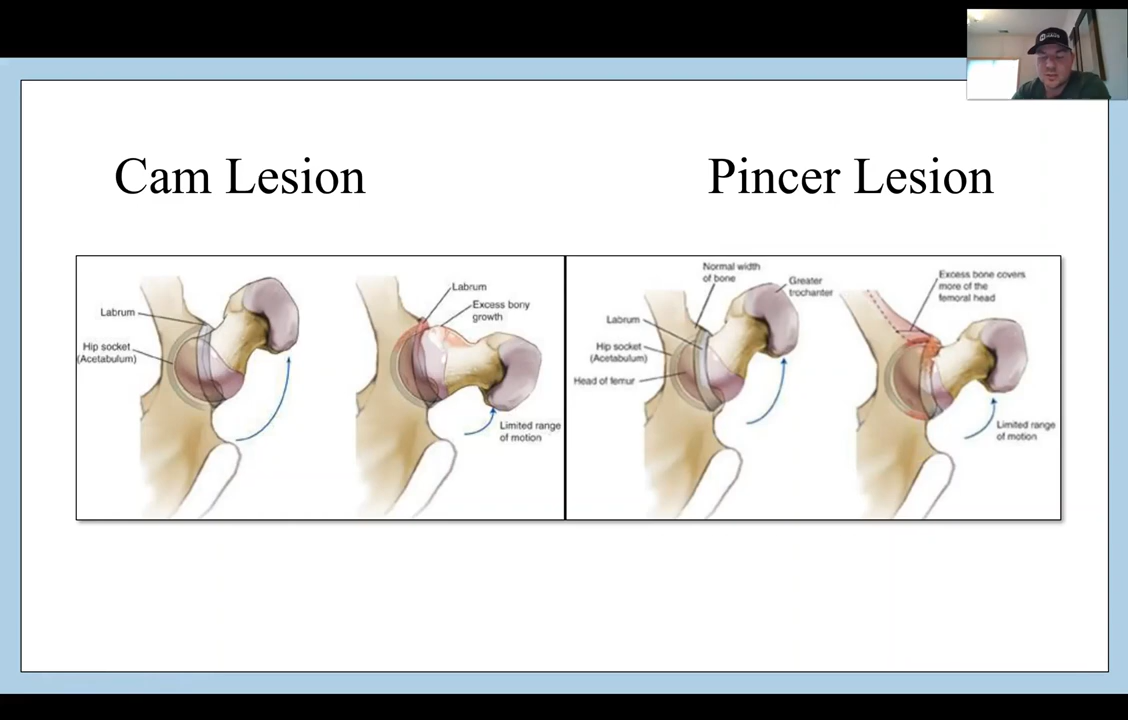 Cam Lesion
Pincer Lesion
Labrum
Hip socket
(Acetabulum)
Labrum
Excess bony
growth
Limited range
of motion
Normal width
of bone
Greater
trochanter
Labrum
Hip socket
(Acetabulum)
Head of femur
Excess bone covers
more of the
femoral head
Limited range
of motion